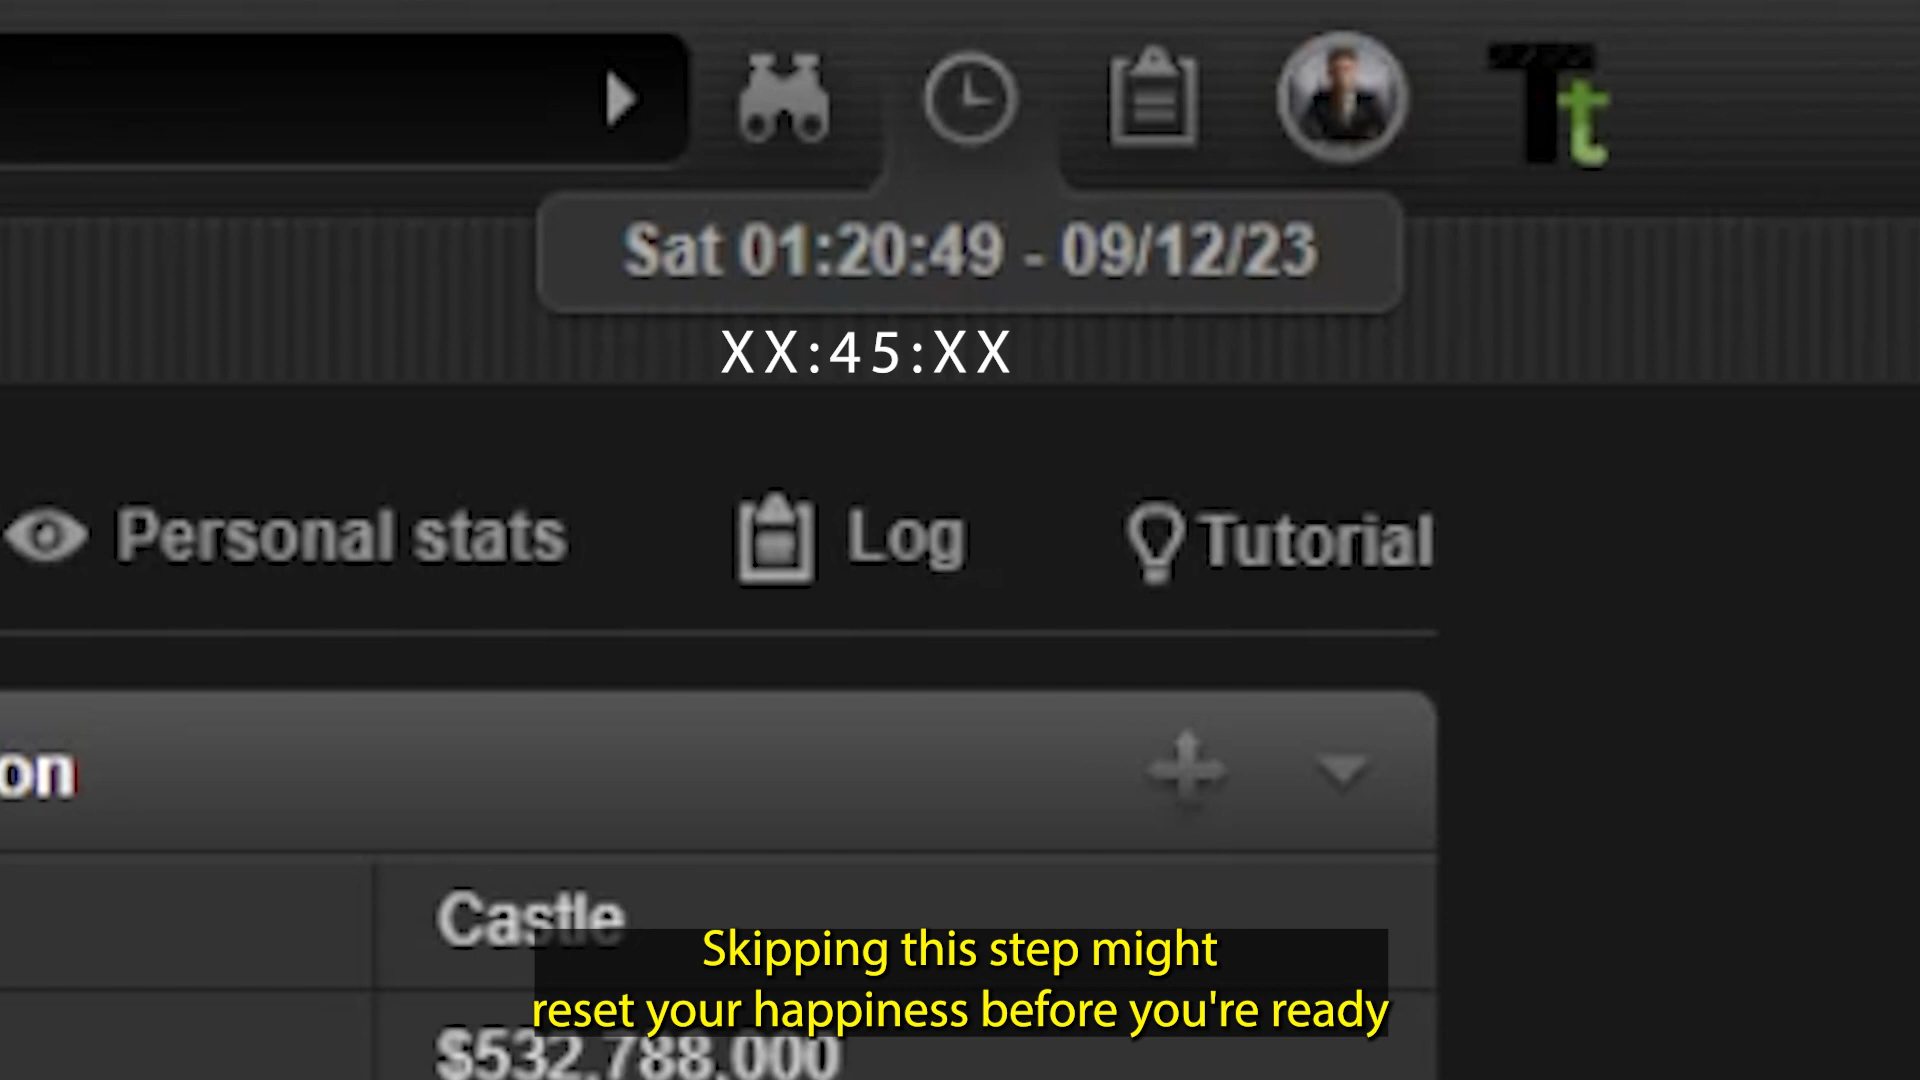 Tt
Sat 01:20:49 - 09/12/23
XX:45:XX
Personal stats
Log
Tutorial
on
Castle
$532,788,000
Skipping this step might
reset your happiness before you're ready